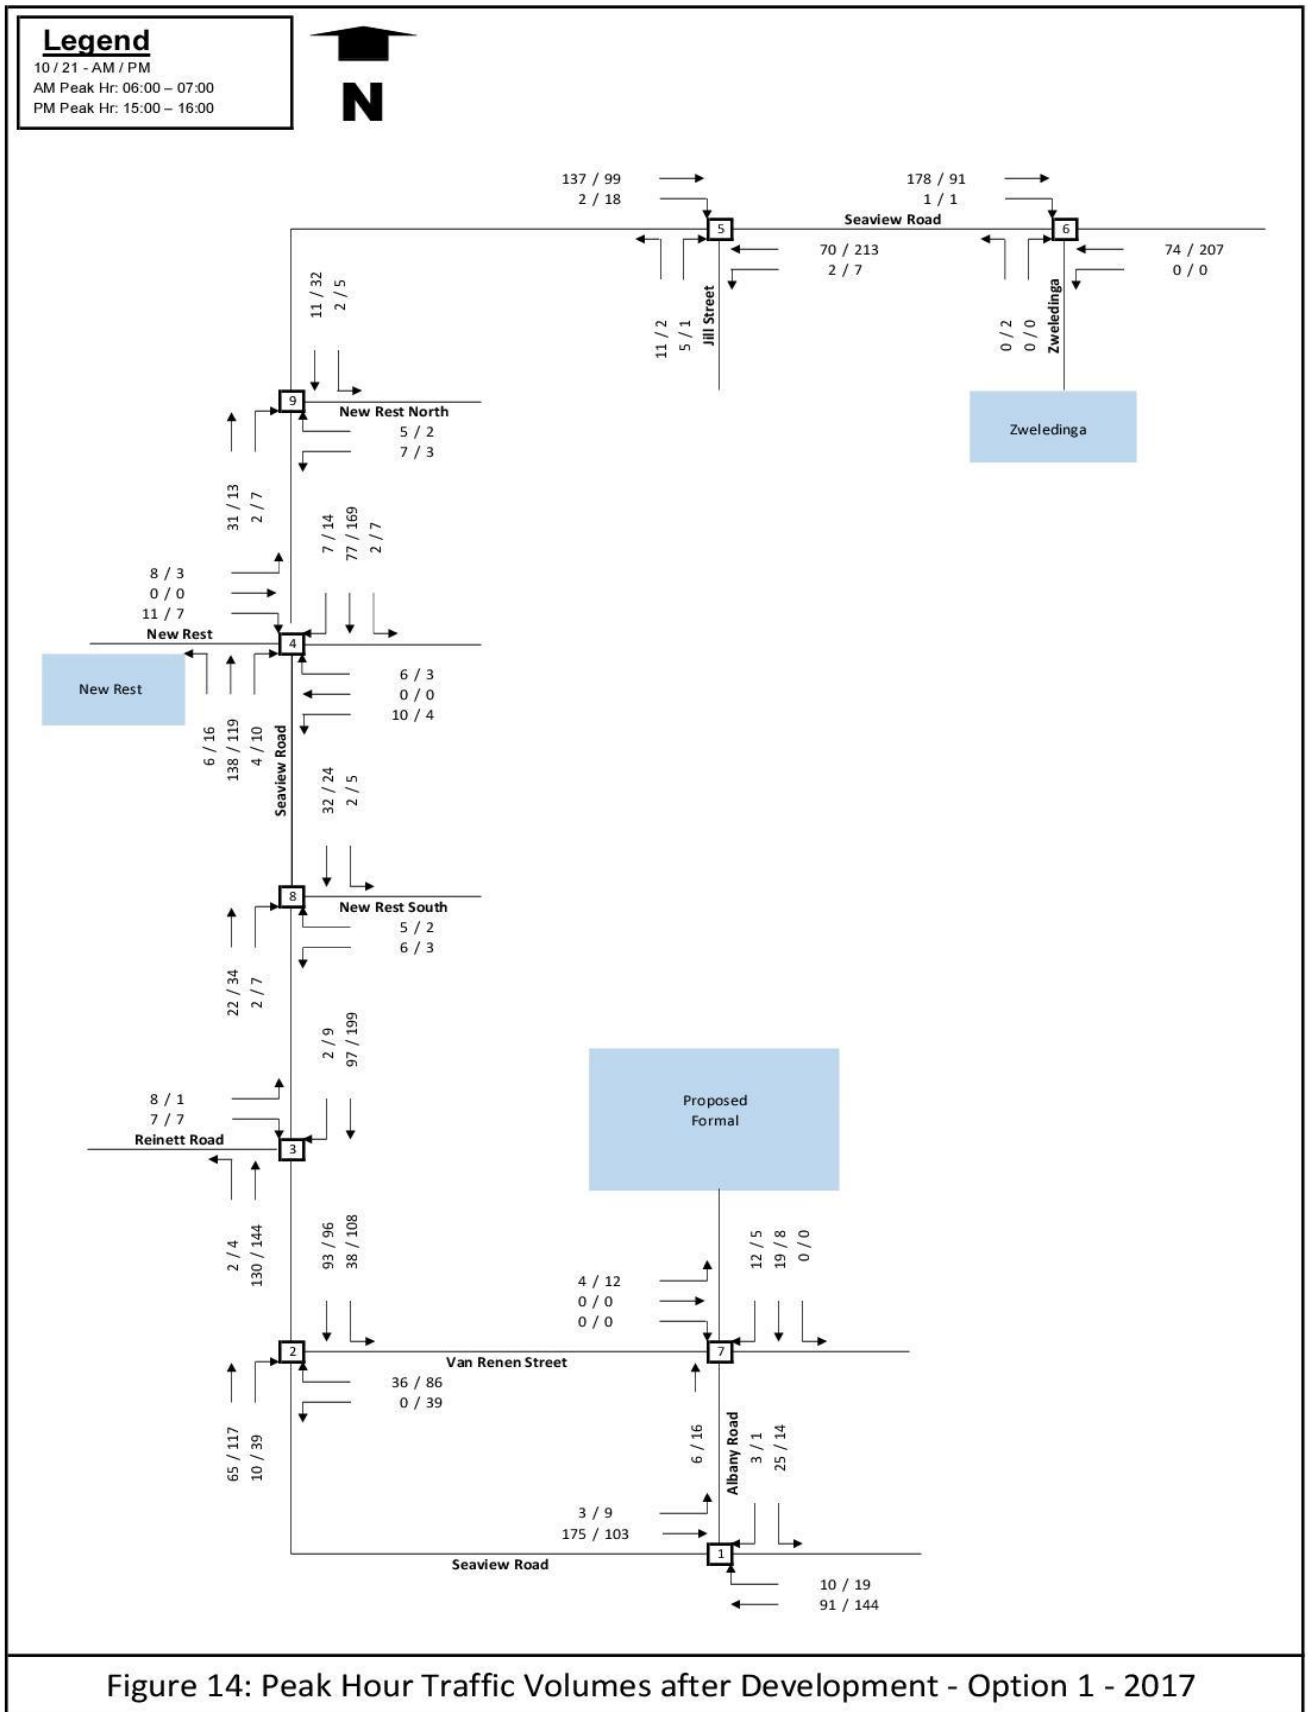 Legend
10 / 21 - AM / PM
AM Peak Hr: 06:00 – 07:00
PM Peak Hr: 15:00 – 16:00
N
137 / 99
2 / 18
178 / 91
1 / 1
5
Seaview Road
6
70 / 213
2 / 7
74 / 207
0 / 0
11 / 2
5 / 1
Jill Street
0 / 2
0 / 0
Zweledinga
Zweledinga
11 / 32
2 / 5
9
New Rest North
5 / 2
7 / 3
31 / 13
2 / 7
7 / 14
77 / 169
2 / 7
8 / 3
0 / 0
11 / 7
New Rest
4
New Rest
6 / 3
0 / 0
10 / 4
6 / 16
138 / 119
4 / 10
Seaview Road
32 / 24
2 / 5
8
New Rest South
5 / 2
6 / 3
22 / 34
2 / 7
2 / 9
97 / 199
8 / 1
7 / 7
Reinett Road
3
Proposed
Formal
2 / 4
130 / 144
93 / 96
38 / 108
4 / 12
0 / 0
0 / 0
12 / 5
19 / 8
0 / 0
2
Van Renen Street
7
36 / 86
0 / 39
65 / 117
10 / 39
6 / 16
Albany Road
3 / 1
25 / 14
3 / 9
175 / 103
Seaview Road
1
10 / 19
91 / 144
Figure 14: Peak Hour Traffic Volumes after Development - Option 1 - 2017